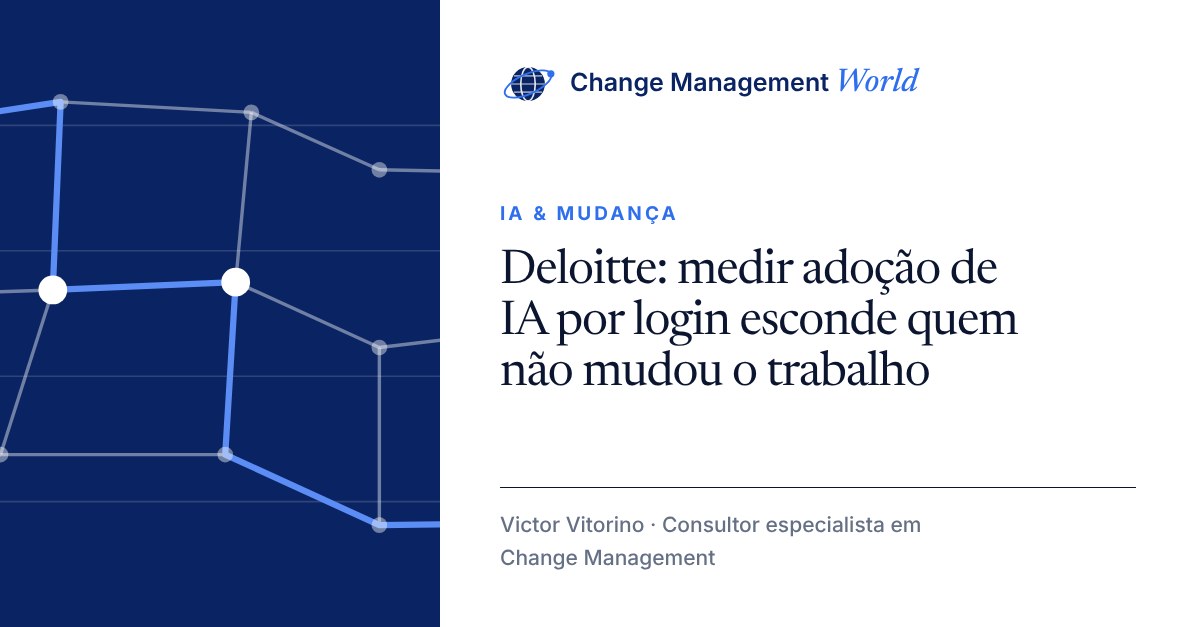 Change Management World
IA & MUDANÇA
Deloitte: medir adoção de
IA por login esconde quem
não mudou o trabalho
Victor Vitorino · Consultor especialista em
Change Management